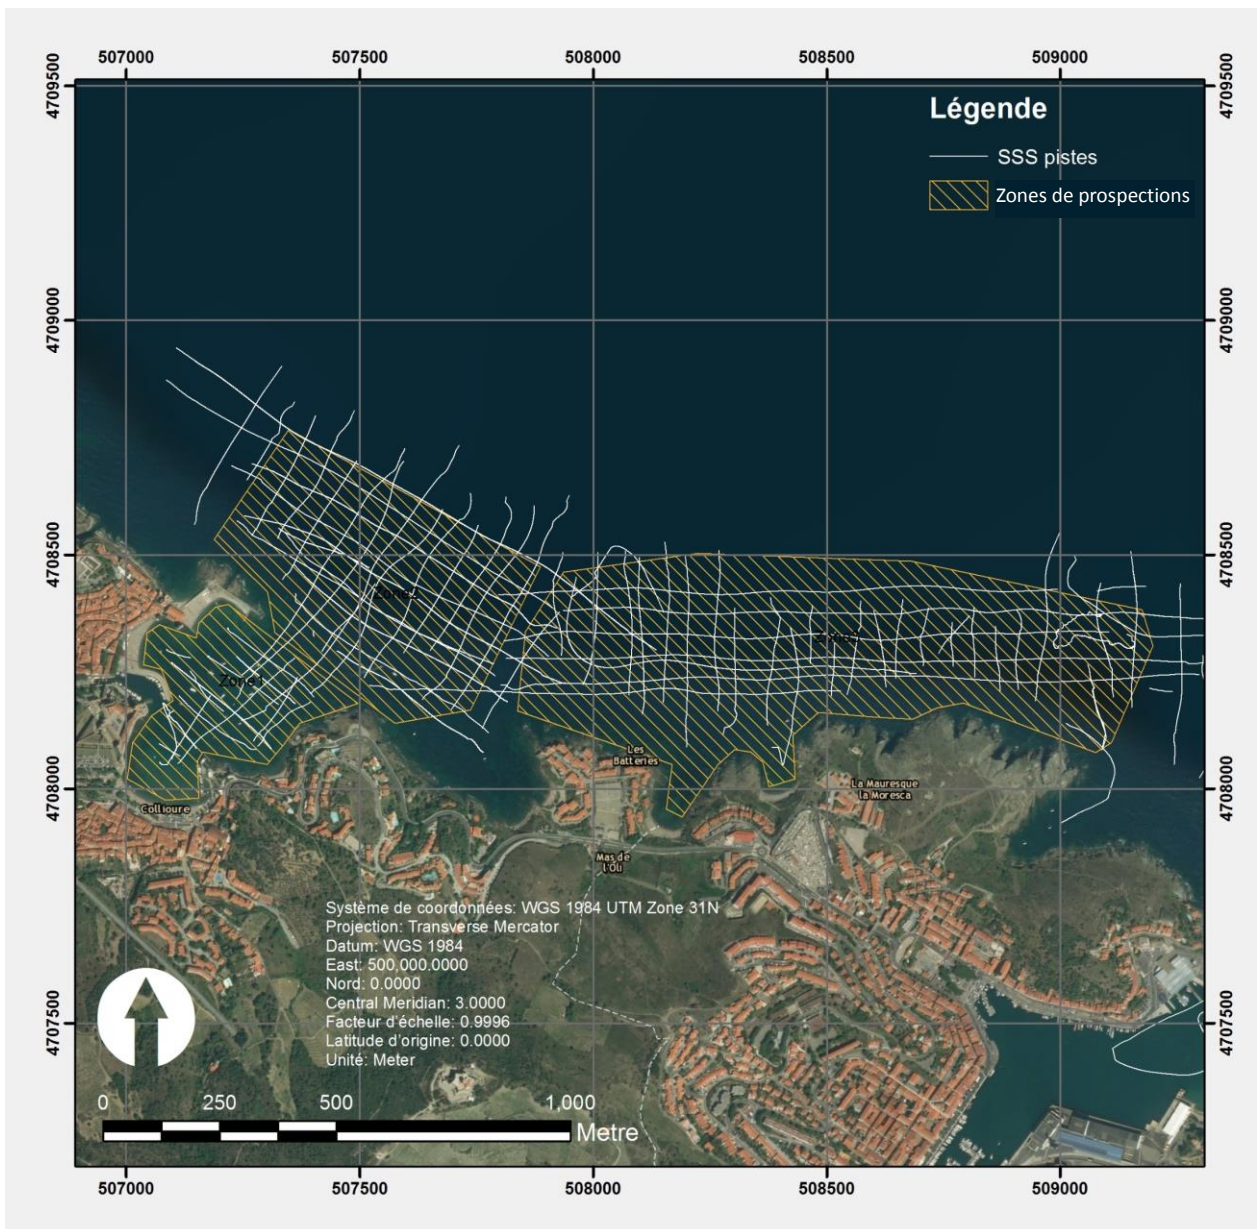 507000 507500 508000 508500 509000
4709500 4709500
Légende
SSS pistes
Zones de prospections
4709000 4709000
4708500 4708500
Zone2
Zone1
Les
Batteries
4708000 4708000
La Mauresque
la Moresca
Collioure
Mas de
l'Oli
Système de coordonnées: WGS 1984 UTM Zone 31N
Projection: Transverse Mercator
Datum: WGS 1984
East: 500,000.0000
Nord: 0.0000
Central Meridian: 3.0000
Facteur d'échelle: 0.9996
Latitude d'origine: 0.0000
Unité: Meter
4707500 4707500
0 250 500 1,000
Metre
507000 507500 508000 508500 509000